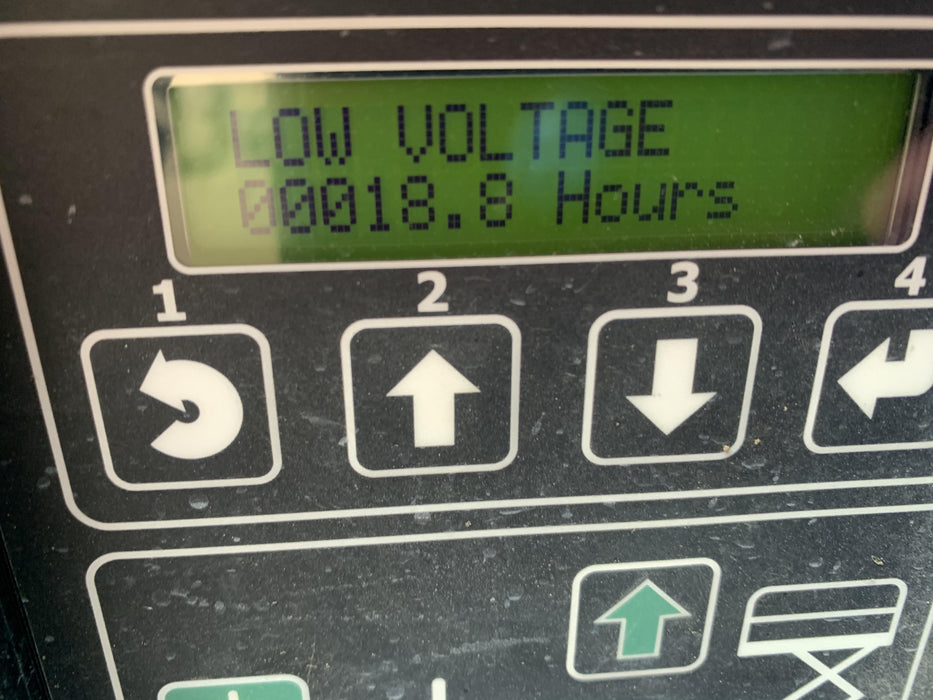 LOW VOLTAGE
00018.8 Hours
1 2 3 4